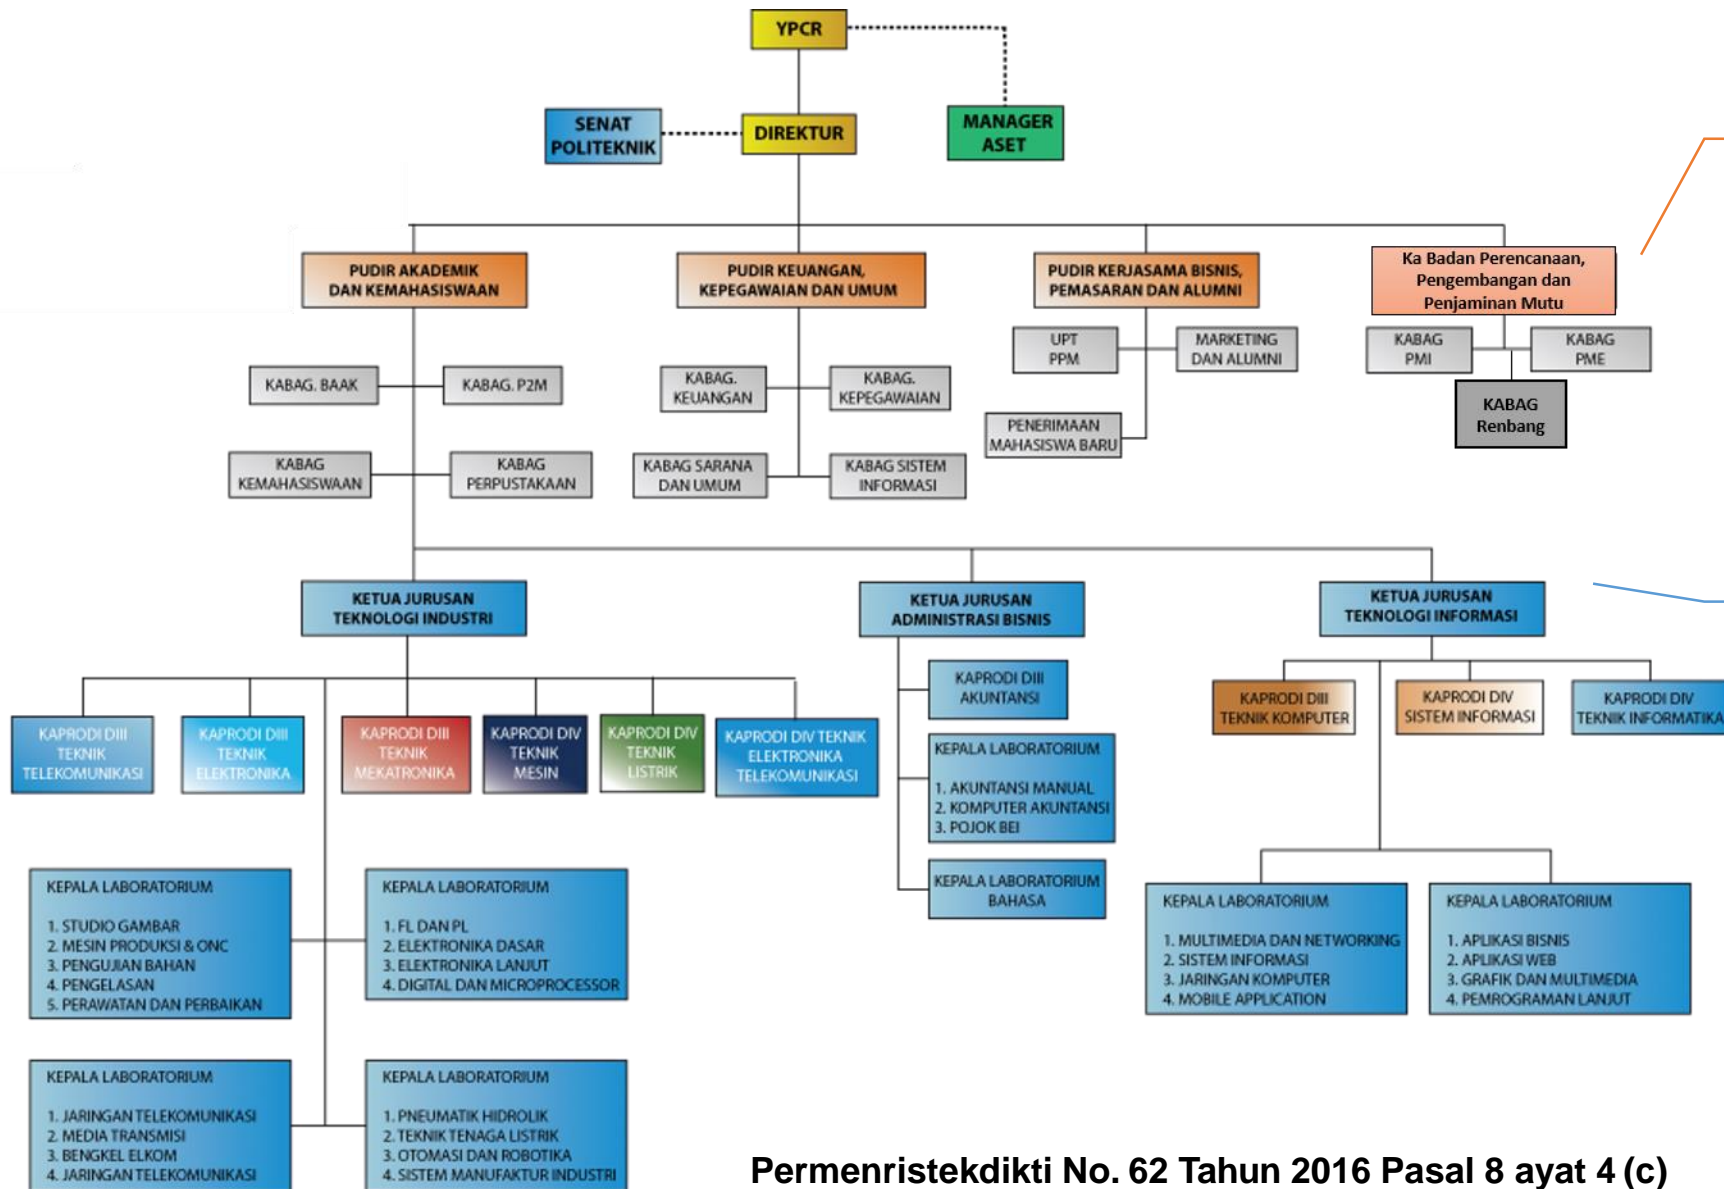 YPCR
SENAT
POLITEKNIK
DIREKTUR
MANAGER
ASET
PUDIR AKADEMIK
DAN KEMAHASISWAAN
PUDIR KEUANGAN,
KEPEGAWAIAN DAN UMUM
PUDIR KERJASAMA BISNIS,
PEMASARAN DAN ALUMNI
Ka Badan Perencanaan,
Pengembangan dan
Penjaminan Mutu
KABAG. BAAK
KABAG. P2M
KABAG
KEMAHASISWAAN
KABAG
PERPUSTAKAAN
KABAG.
KEUANGAN
KABAG.
KEPEGAWAIAN
KABAG SARANA
DAN UMUM
KABAG SISTEM
INFORMASI
UPT
PPM
MARKETING
DAN ALUMNI
PENERIMAAN
MAHASISWA BARU
KABAG
PMI
KABAG
PME
KABAG
Renbang
KETUA JURUSAN
TEKNOLOGI INDUSTRI
KETUA JURUSAN
ADMINISTRASI BISNIS
KETUA JURUSAN
TEKNOLOGI INFORMASI
KAPRODI DIII
TEKNIK
TELEKOMUNIKASI
KAPRODI DIII
TEKNIK
ELEKTRONIKA
KAPRODI DIII
TEKNIK
MEKATRONIKA
KAPRODI DIV
TEKNIK
MESIN
KAPRODI DIV
TEKNIK
LISTRIK
KAPRODI DIV TEKNIK
ELEKTRONIKA
TELEKOMUNIKASI
KAPRODI DIII
AKUNTANSI
KEPALA LABORATORIUM
1. AKUNTANSI MANUAL
2. KOMPUTER AKUNTANSI
3. POJOK BEI
KEPALA LABORATORIUM
BAHASA
KAPRODI DIII
TEKNIK KOMPUTER
KAPRODI DIV
SISTEM INFORMASI
KAPRODI DIV
TEKNIK INFORMATIKA
KEPALA LABORATORIUM
1. STUDIO GAMBAR
2. MESIN PRODUKSI & ONC
3. PENGUJIAN BAHAN
4. PENGELASAN
5. PERAWATAN DAN PERBAIKAN
KEPALA LABORATORIUM
1. FL DAN PL
2. ELEKTRONIKA DASAR
3. ELEKTRONIKA LANJUT
4. DIGITAL DAN MICROPROCESSOR
KEPALA LABORATORIUM
1. MULTIMEDIA DAN NETWORKING
2. SISTEM INFORMASI
3. JARINGAN KOMPUTER
4. MOBILE APPLICATION
KEPALA LABORATORIUM
1. APLIKASI BISNIS
2. APLIKASI WEB
3. GRAFIK DAN MULTIMEDIA
4. PEMROGRAMAN LANJUT
KEPALA LABORATORIUM
1. JARINGAN TELEKOMUNIKASI
2. MEDIA TRANSMISI
3. BENGKEL ELKOM
4. JARINGAN TELEKOMUNIKASI
KEPALA LABORATORIUM
1. PNEUMATIK HIDROLIK
2. TEKNIK TENAGA LISTRIK
3. OTOMASI DAN ROBOTIKA
4. SISTEM MANUFAKTUR INDUSTRI
Permenristekdikti No. 62 Tahun 2016 Pasal 8 ayat 4 (c)